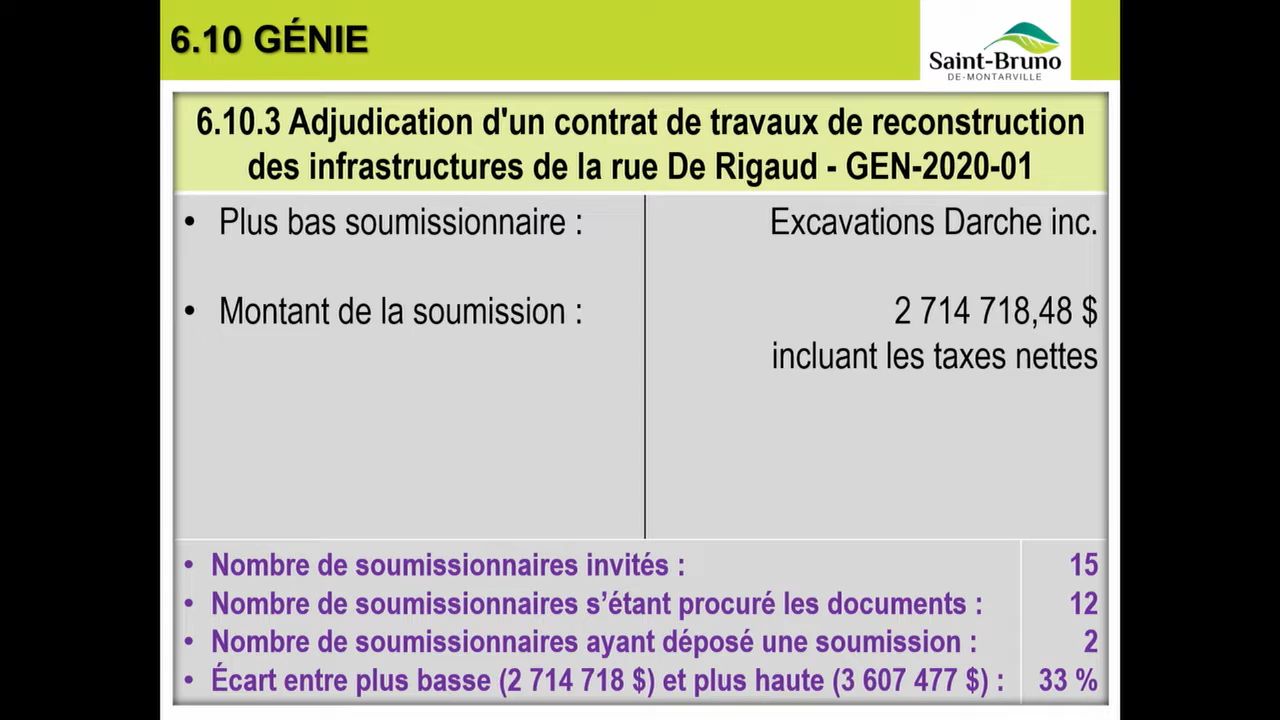 6.10 GÉNIE
Saint-Bruno
DE-MONTARVILLE
6.10.3 Adjudication d'un contrat de travaux de reconstruction
des infrastructures de la rue De Rigaud - GEN-2020-01
• Plus bas soumissionnaire : Excavations Darche inc.
• Montant de la soumission : 2 714 718,48 $
incluant les taxes nettes
• Nombre de soumissionnaires invités : 15
• Nombre de soumissionnaires s’étant procuré les documents : 12
• Nombre de soumissionnaires ayant déposé une soumission : 2
• Écart entre plus basse (2 714 718 $) et plus haute (3 607 477 $) : 33 %